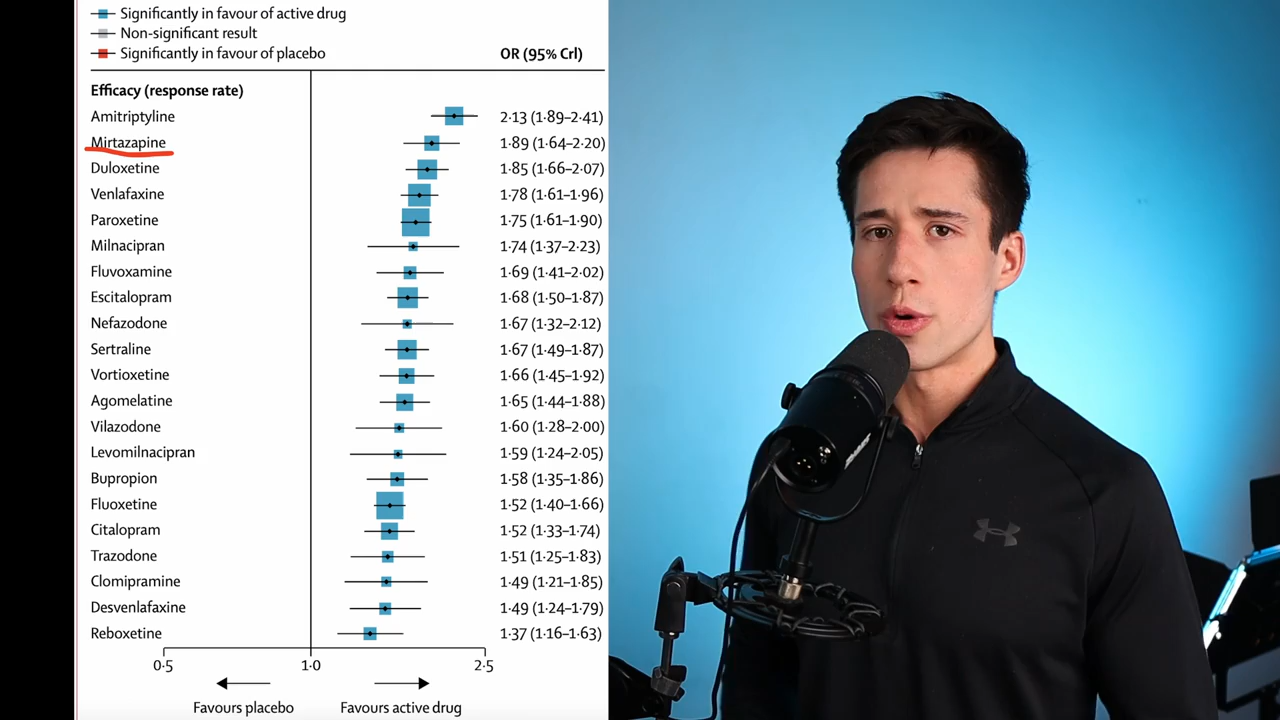 Significantly in favour of active drug
Non-significant result
Significantly in favour of placebo
OR (95% Crl)
Efficacy (response rate)
Amitriptyline 2·13 (1·89–2·41)
Mirtazapine 1·89 (1·64–2·20)
Duloxetine 1·85 (1·66–2·07)
Venlafaxine 1·78 (1·61–1·96)
Paroxetine 1·75 (1·61–1·90)
Milnacipran 1·74 (1·37–2·23)
Fluvoxamine 1·69 (1·41–2·02)
Escitalopram 1·68 (1·50–1·87)
Nefazodone 1·67 (1·32–2·12)
Sertraline 1·67 (1·49–1·87)
Vortioxetine 1·66 (1·45–1·92)
Agomelatine 1·65 (1·44–1·88)
Vilazodone 1·60 (1·28–2·00)
Levomilnacipran 1·59 (1·24–2·05)
Bupropion 1·58 (1·35–1·86)
Fluoxetine 1·52 (1·40–1·66)
Citalopram 1·52 (1·33–1·74)
Trazodone 1·51 (1·25–1·83)
Clomipramine 1·49 (1·21–1·85)
Desvenlafaxine 1·49 (1·24–1·79)
Reboxetine 1·37 (1·16–1·63)
0·5 1·0 2·5
Favours placebo Favours active drug